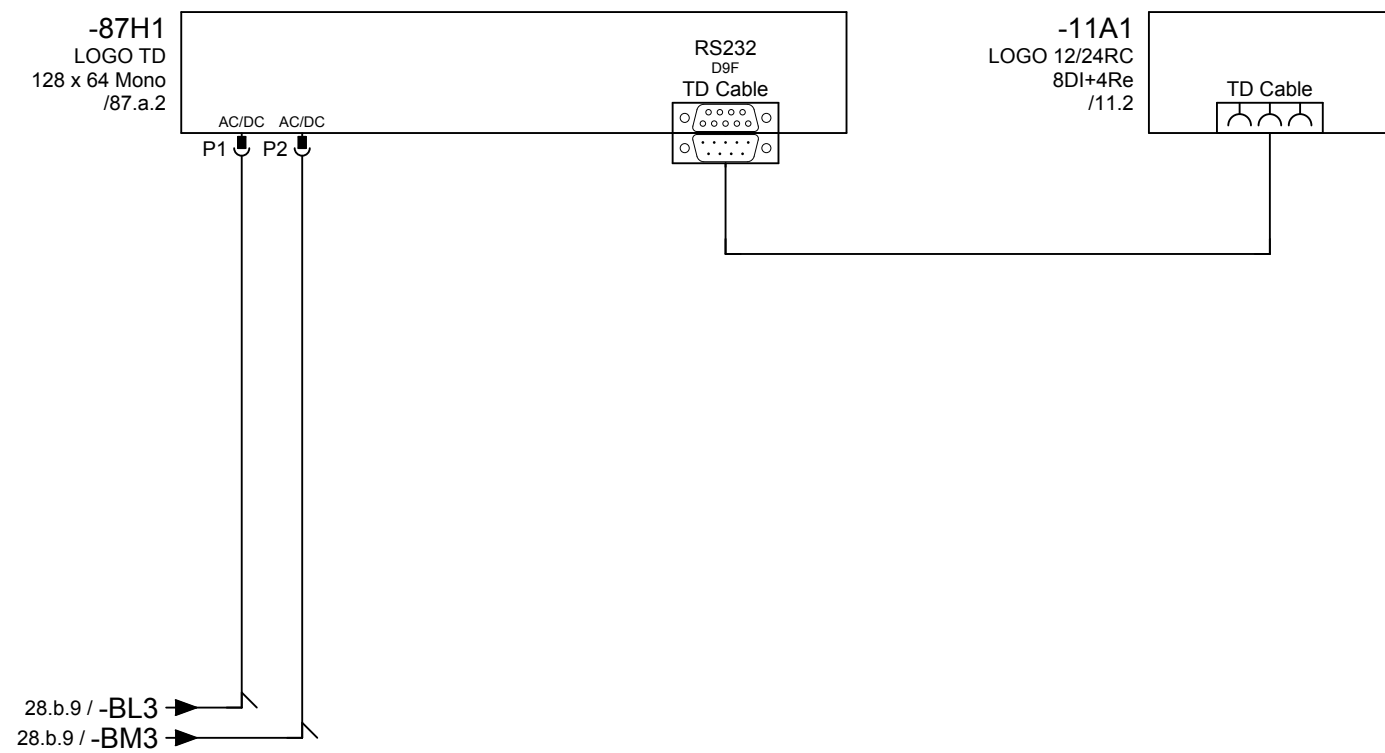 -87H1
LOGO TD
128 x 64 Mono
/87.a.2
AC/DC AC/DC
P1 P2
RS232
D9F
TD Cable
-11A1
LOGO 12/24RC
8DI+4Re
/11.2
TD Cable
28.b.9 / -BL3
28.b.9 / -BM3